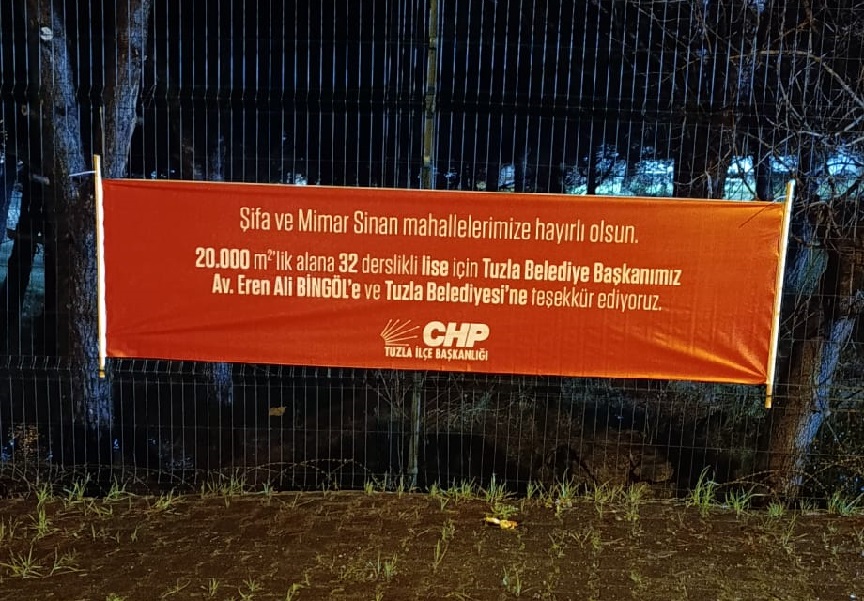 Şifa ve Mimar Sinan mahallelerimize hayırlı olsun.
20.000 m²'lik alana 32 derslikli lise için Tuzla Belediye Başkanımız
Av. Eren Ali BİNGÖL'e ve Tuzla Belediyesi'ne teşekkür ediyoruz.
CHP
TUZLA İLÇE BAŞKANLIĞI